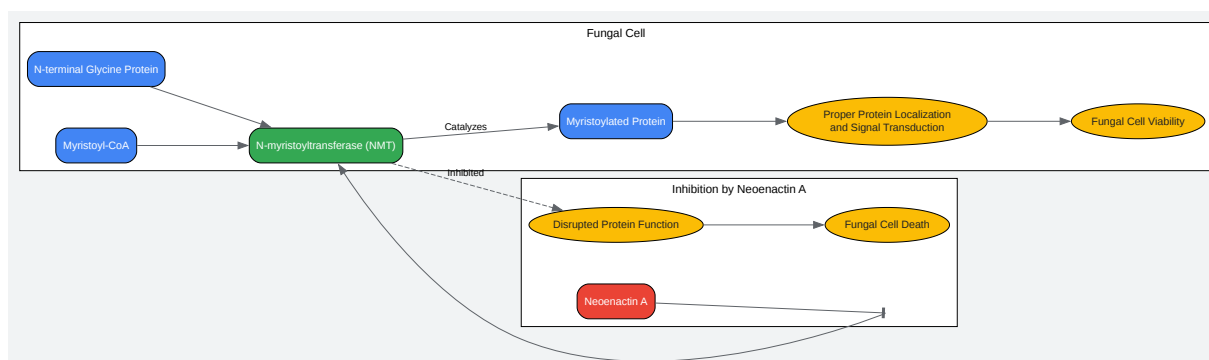 Fungal Cell
N-terminal Glycine Protein
Myristoyl-CoA
N-myristoyltransferase (NMT)
Catalyzes
Myristoylated Protein
Proper Protein Localization
and Signal Transduction
Fungal Cell Viability
Inhibited
Inhibition by Neoenactin A
Disrupted Protein Function
Fungal Cell Death
Neoenactin A